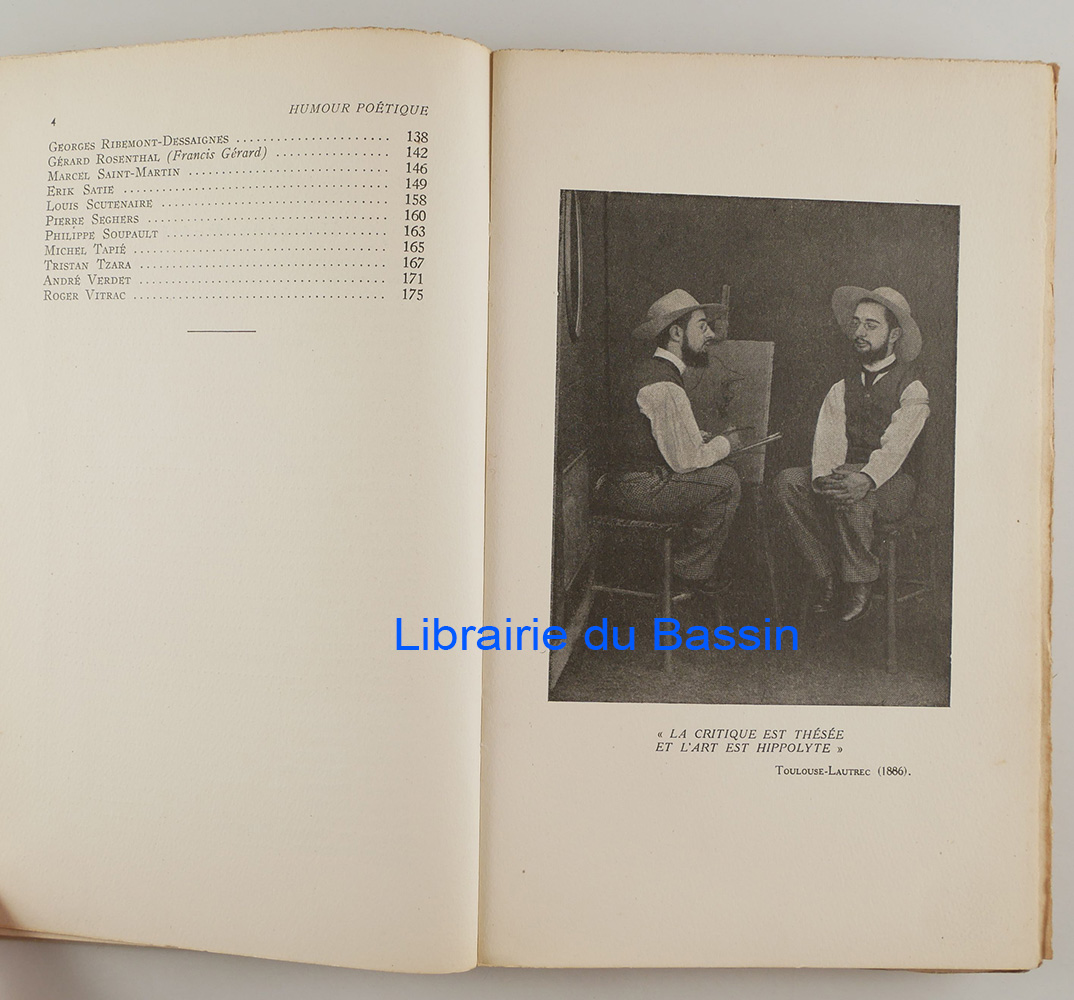 4 HUMOUR POÉTIQUE
GEORGES RIBEMONT-DESSAIGNES ...................... 138
GÉRARD ROSENTHAL (Francis Gérard) ................ 142
MARCEL SAINT-MARTIN ............................. 146
ERIK SATIE ...................................... 149
LOUIS SCUTENAIRE ................................ 158
PIERRE SEGHERS .................................. 160
PHILIPPE SOUPAULT ............................... 163
MICHEL TAPIÉ .................................... 165
TRISTAN TZARA ................................... 167
ANDRÉ VERDET .................................... 171
ROGER VITRAC .................................... 175
Librairie du Bassin
« LA CRITIQUE EST THÉSÉE
ET L'ART EST HIPPOLYTE »
TOULOUSE-LAUTREC (1886).